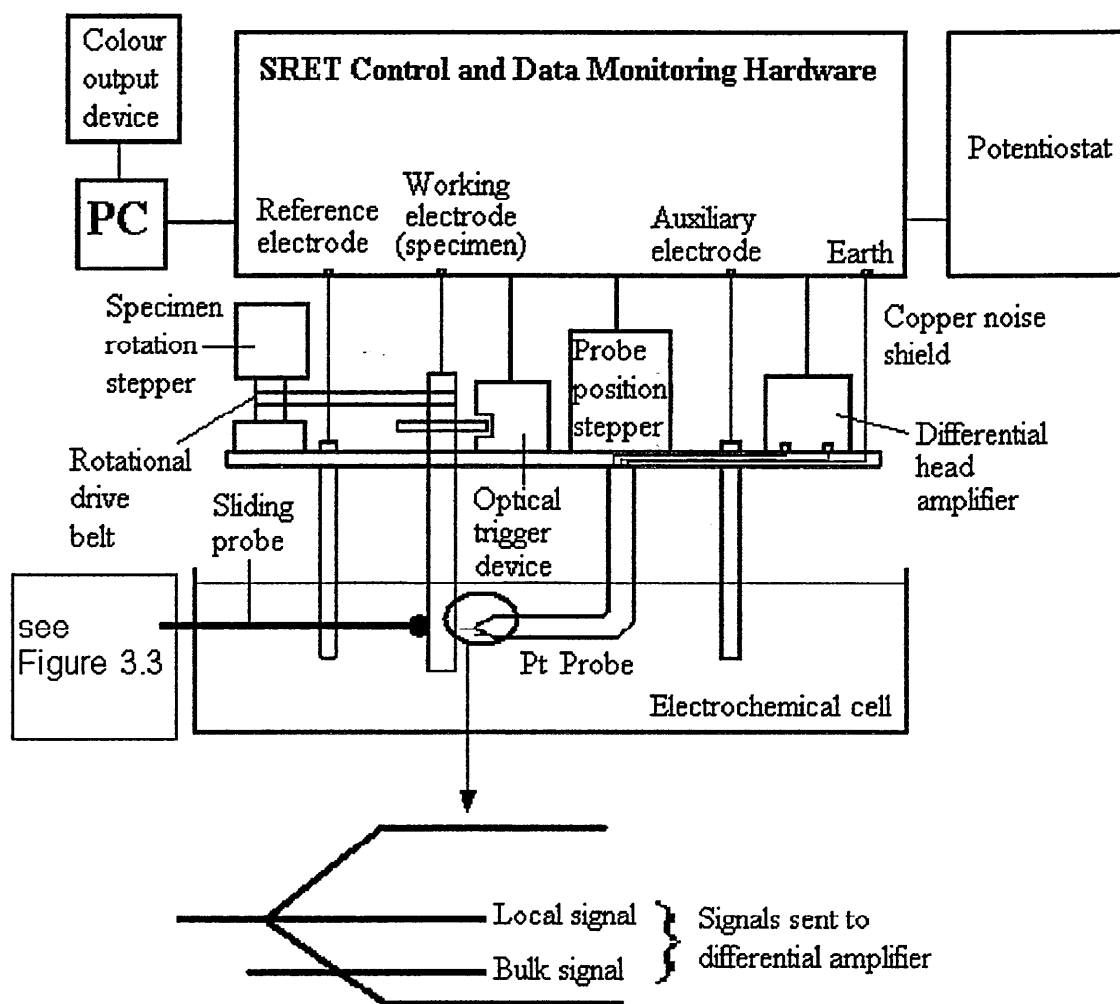 Colour
output
device
SRET Control and Data Monitoring Hardware
Potentiostat
PC
Reference
electrode
Working
electrode
(specimen)
Auxiliary
electrode
Earth
Specimen
rotation
stepper
Probe
position
stepper
Copper noise
shield
Differential
head
amplifier
Rotational
drive
belt
Sliding
probe
Optical
trigger
device
see
Figure 3.3
Pt Probe
Electrochemical cell
Local signal
Bulk signal
Signals sent to
differential amplifier